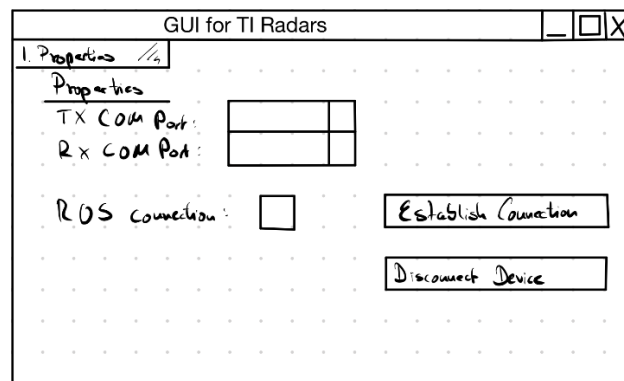 GUI for TI Radars
1. Properties
Properties
TX COM Port:
Rx COM Port:
ROS connection:
Establish Connection
Disconnect Device